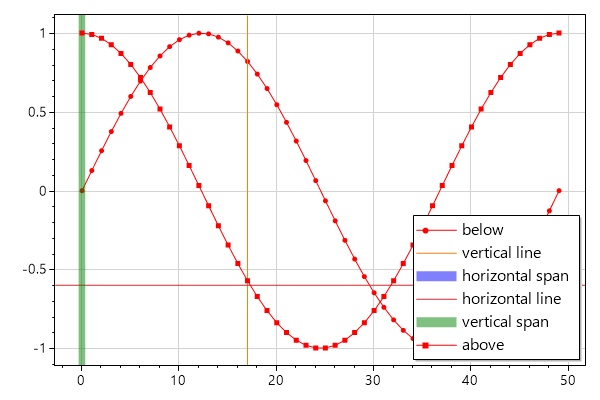 1
0.5
0
-0.5
-1
below
vertical line
horizontal span
horizontal line
vertical span
above
0 10 20 30 40 50